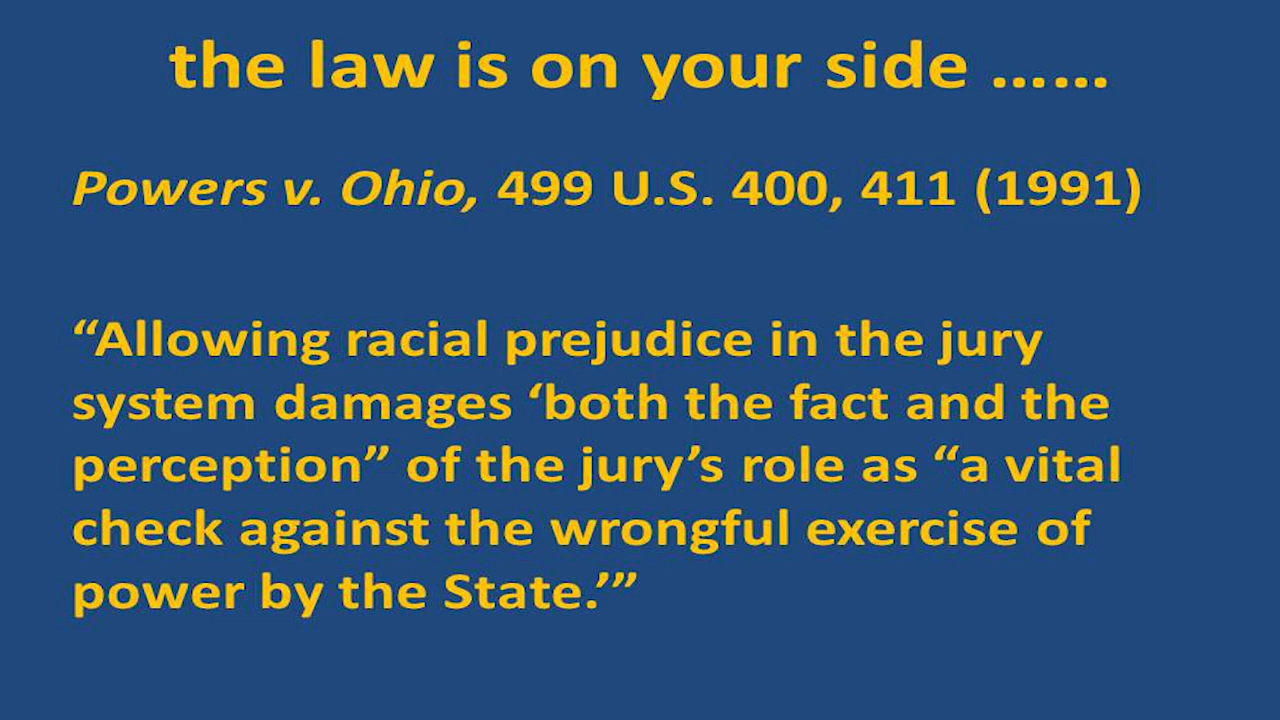 the law is on your side ……
Powers v. Ohio, 499 U.S. 400, 411 (1991)
“Allowing racial prejudice in the jury
system damages ‘both the fact and the
perception” of the jury’s role as “a vital
check against the wrongful exercise of
power by the State.’”